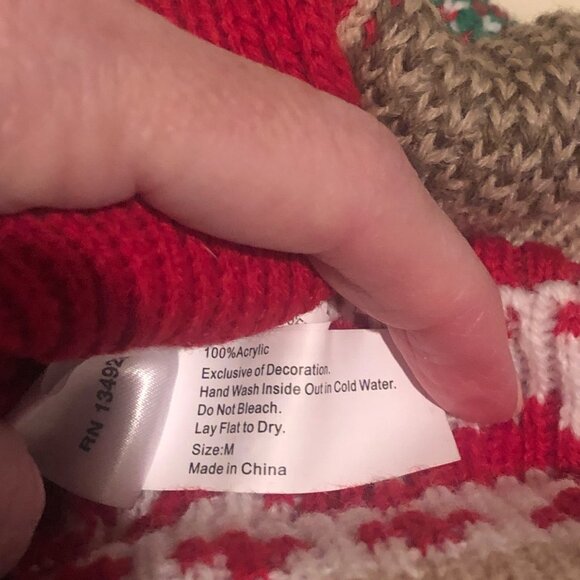 100%Acrylic
Exclusive of Decoration.
Hand Wash Inside Out in Cold Water.
Do Not Bleach.
Lay Flat to Dry.
Size:M
Made in China
RN